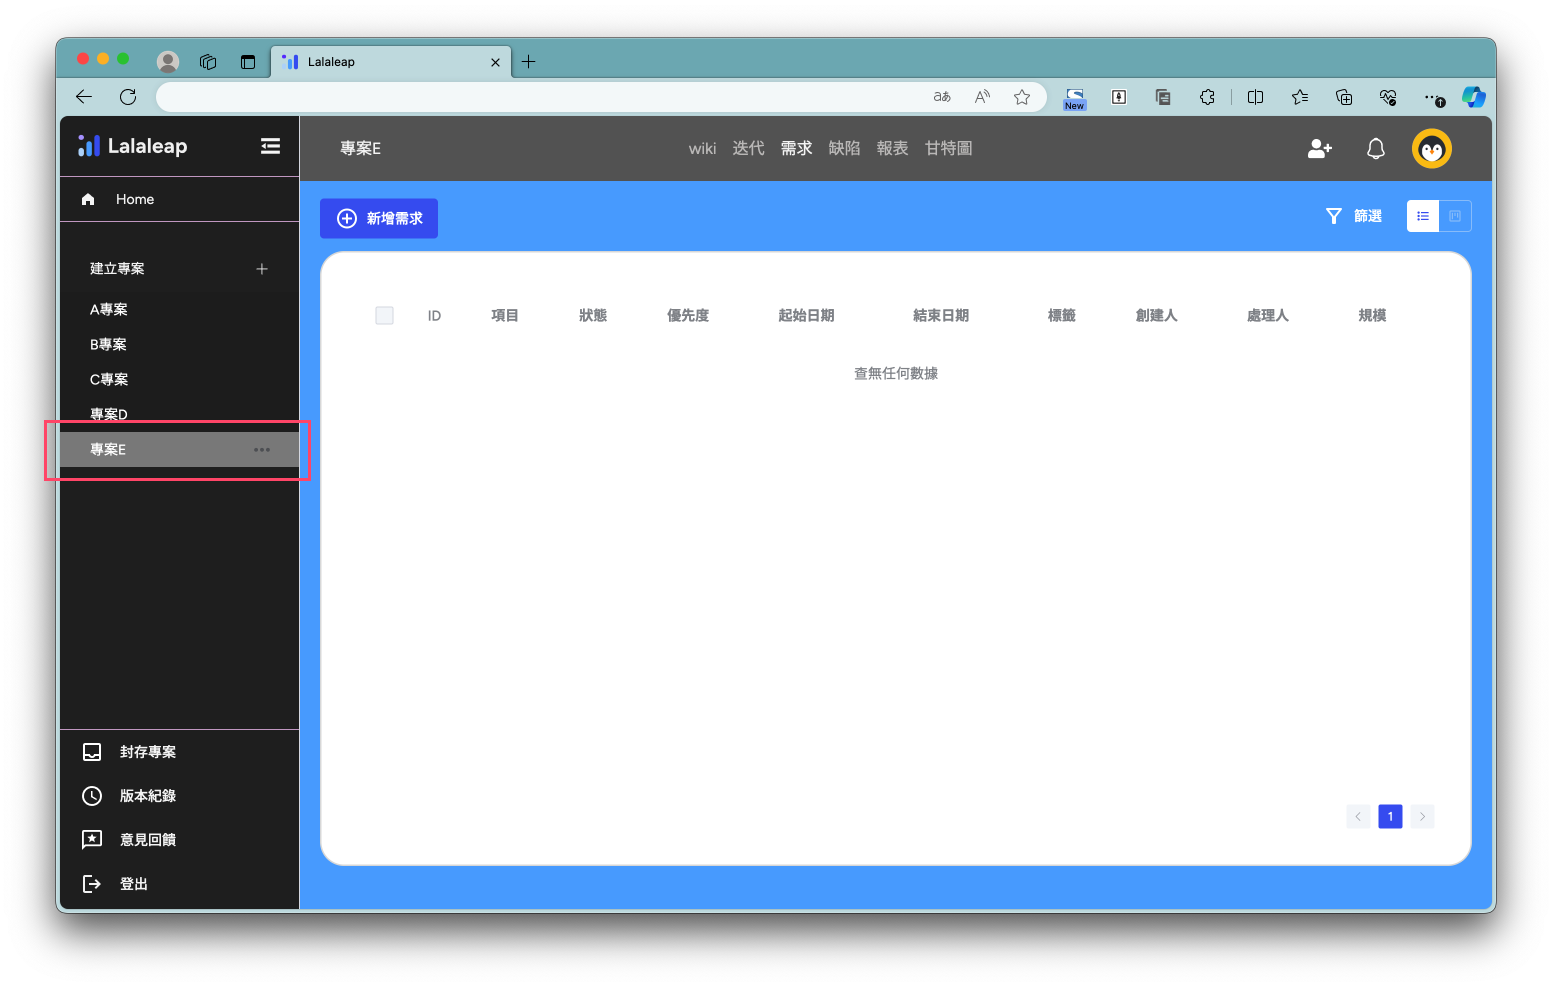 Lalaleap
aあ
New
Lalaleap
Home
建立專案
A專案
B專案
C專案
專案D
專案E
封存專案
版本紀錄
意見回饋
登出
專案E
wiki 迭代 需求 缺陷 報表 甘特圖
新增需求
篩選
ID 項目 狀態 優先度 起始日期 結束日期 標籤 創建人 處理人 規模
查無任何數據
1